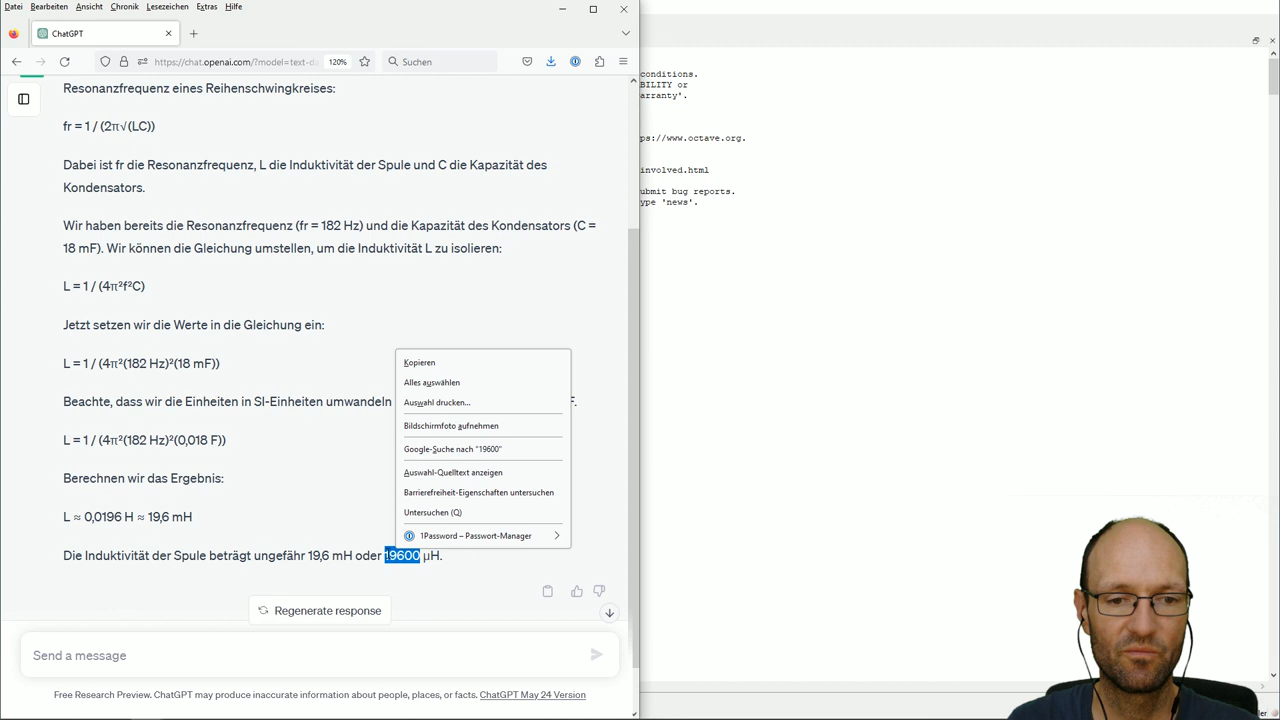 Datei Bearbeiten Ansicht Chronik Lesezeichen Extras Hilfe
ChatGPT
https://chat.openai.com/?model=text-da
120%
Suchen
Resonanzfrequenz eines Reihenschwingkreises:
fr = 1 / (2π√(LC))
Dabei ist fr die Resonanzfrequenz, L die Induktivität der Spule und C die Kapazität des
Kondensators.
Wir haben bereits die Resonanzfrequenz (fr = 182 Hz) und die Kapazität des Kondensators (C =
18 mF). Wir können die Gleichung umstellen, um die Induktivität L zu isolieren:
L = 1 / (4π²f²C)
Jetzt setzen wir die Werte in die Gleichung ein:
L = 1 / (4π²(182 Hz)²(18 mF))
Beachte, dass wir die Einheiten in SI-Einheiten umwandeln F.
L = 1 / (4π²(182 Hz)²(0,018 F))
Berechnen wir das Ergebnis:
L ≈ 0,0196 H ≈ 19,6 mH
Die Induktivität der Spule beträgt ungefähr 19,6 mH oder 19600 µH.
Kopieren
Alles auswählen
Auswahl drucken...
Bildschirmfoto aufnehmen
Google-Suche nach "19600"
Auswahl-Quelltext anzeigen
Barrierefreiheit-Eigenschaften untersuchen
Untersuchen (Q)
1Password – Passwort-Manager
Regenerate response
Send a message
Free Research Preview. ChatGPT may produce inaccurate information about people, places, or facts. ChatGPT May 24 Version
conditions.
BILITY or
arranty'.
ps://www.octave.org.
involved.html
ubmit bug reports.
ype 'news'.